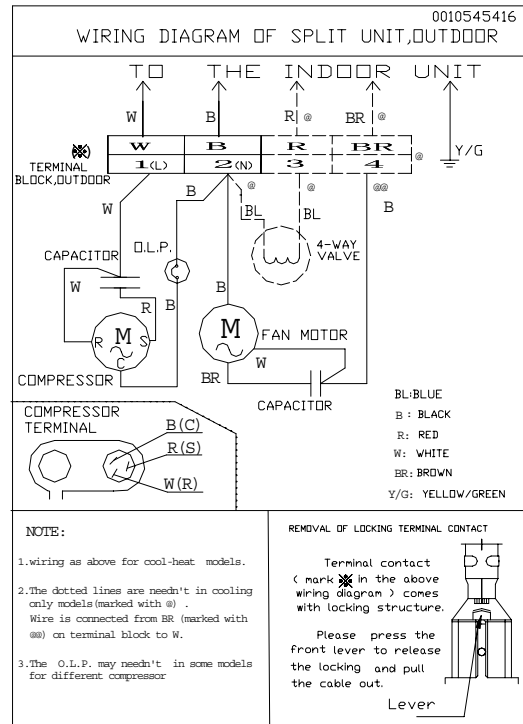 0010545416
WIRING DIAGRAM OF SPLIT UNIT,OUTDOOR
TO THE INDOOR UNIT
W B R @ BR @
W B R BR
1(L) 2(N) 3 4 @
Y/G
※
TERMINAL
BLOCK,OUTDOOR
@ @ @@
W B BL BL B
O.L.P.
4-WAY
VALVE
CAPACITOR
W R B B
M
R S
C
COMPRESSOR
M
FAN MOTOR
W
BR
CAPACITOR
BL:BLUE
B : BLACK
R: RED
W: WHITE
BR: BROWN
Y/G: YELLOW/GREEN
COMPRESSOR
TERMINAL
B(C)
R(S)
W(R)
NOTE:
1.wiring as above for cool-heat models.
2.The dotted lines are needn't in cooling
only models(marked with @) .
Wire is connected from BR (marked with
@@) on terminal block to W.
3.The O.L.P. may needn't in some models
for different compressor
REMOVAL OF LOCKING TERMINAL CONTACT
Terminal contact
( mark ※ in the above
wiring diagram ) comes
with locking structure.
Please press the
front lever to release
the locking and pull
the cable out.
Lever